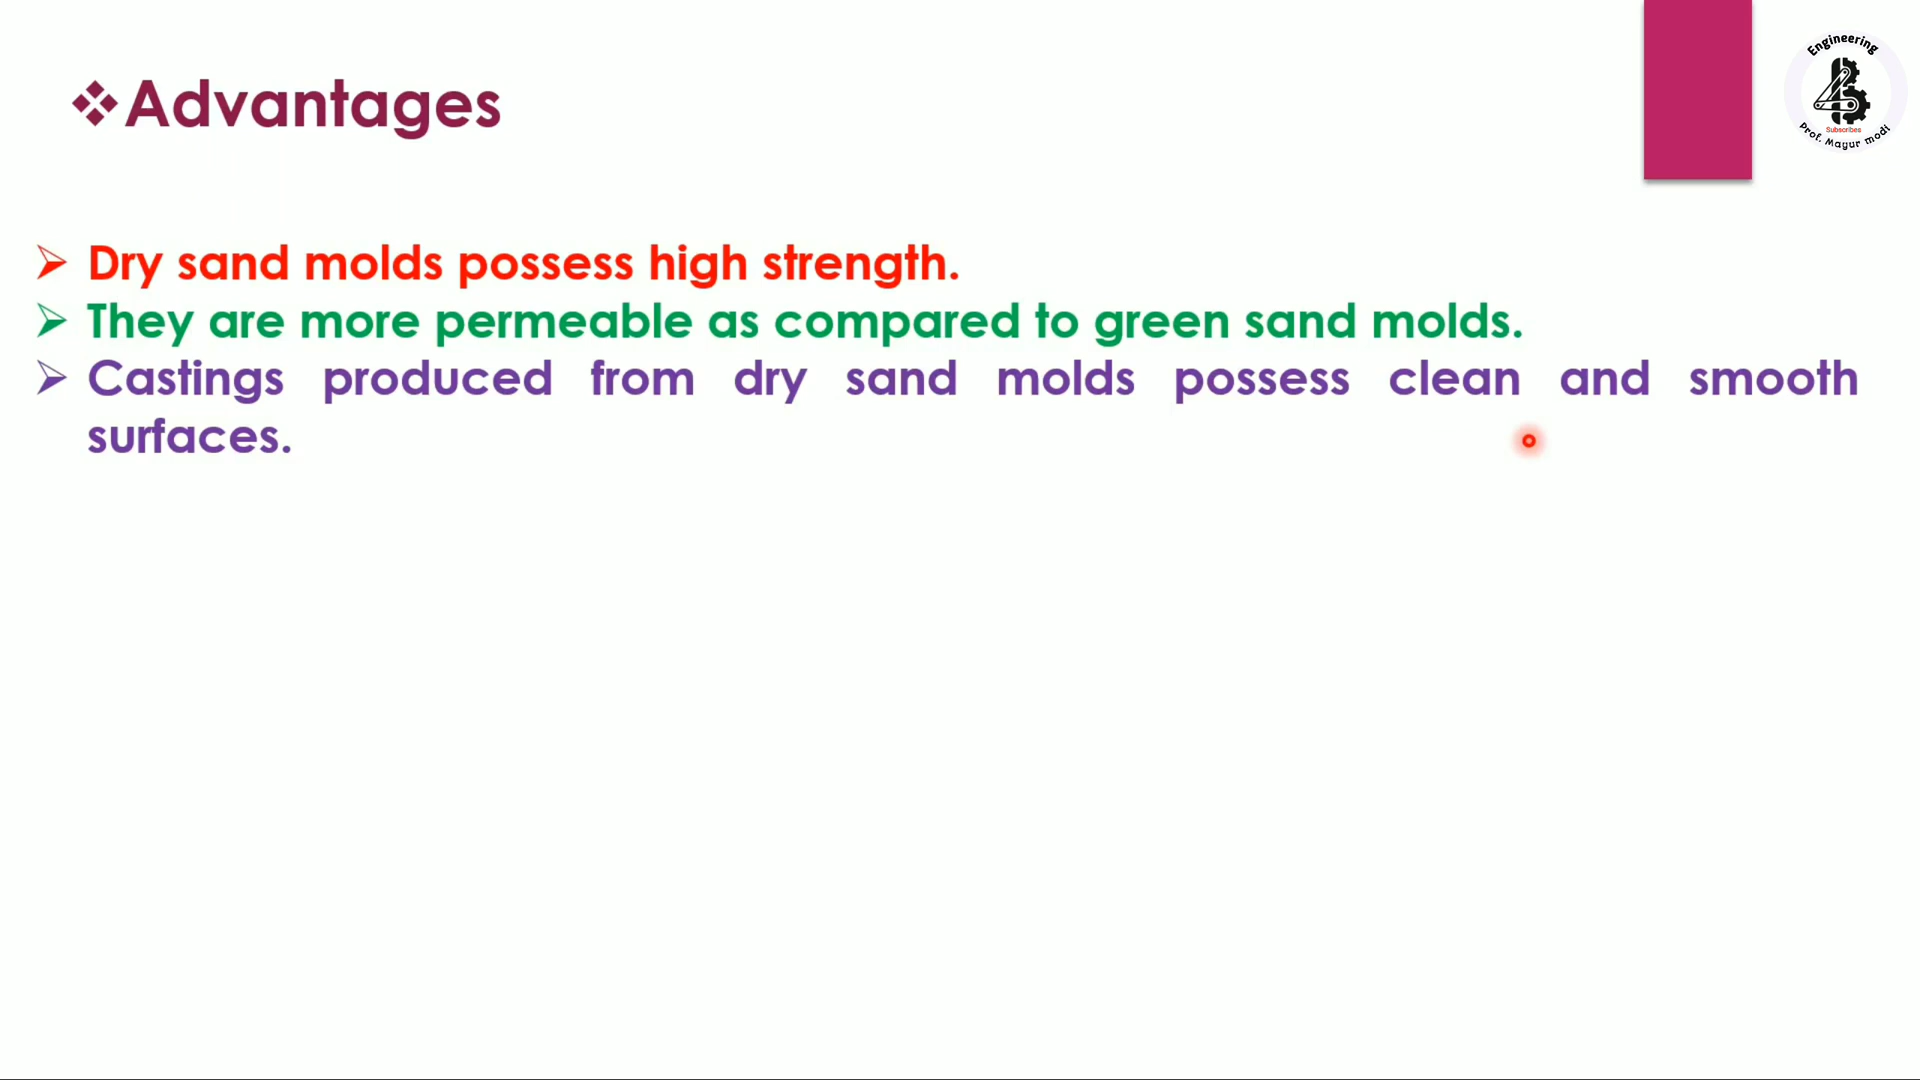 ❖Advantages
Engineering
Subscribes
Prof. Mayur modi
➢ Dry sand molds possess high strength.
➢ They are more permeable as compared to green sand molds.
➢ Castings produced from dry sand molds possess clean and smooth
surfaces.